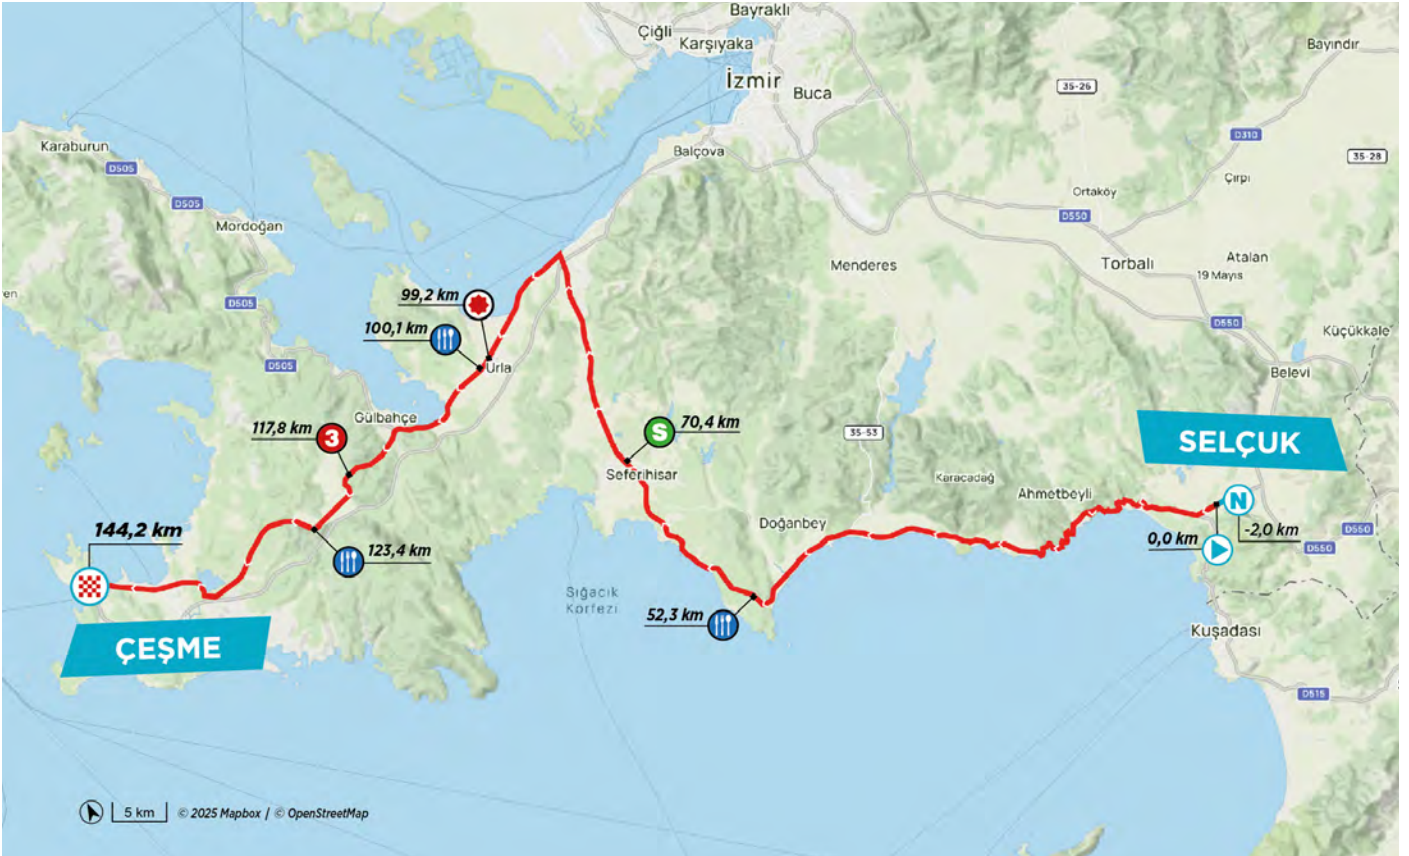 Bayraklı
Çiğli
Karşıyaka
Bayındır
İzmir
Buca
35-26
D310
Karaburun
D505
Balçova
35-28
Çırpı
Ortaköy
D505
D550
Mordoğan
Atalan
Torbalı
Menderes
19 Mayıs
en
99,2 km
D505
100,1 km
D550
Küçükkale
D505
Urla
Belevi
Gülbahçe
117,8 km
3
S
70,4 km
35-53
SELÇUK
Seferihisar
Karacadağ
Ahmetbeyli
N
144,2 km
Doğanbey
-2,0 km
D550
0,0 km
D550
123,4 km
Sığacık
Körfezi
52,3 km
Kuşadası
ÇEŞME
D515
5 km
© 2025 Mapbox / © OpenStreetMap